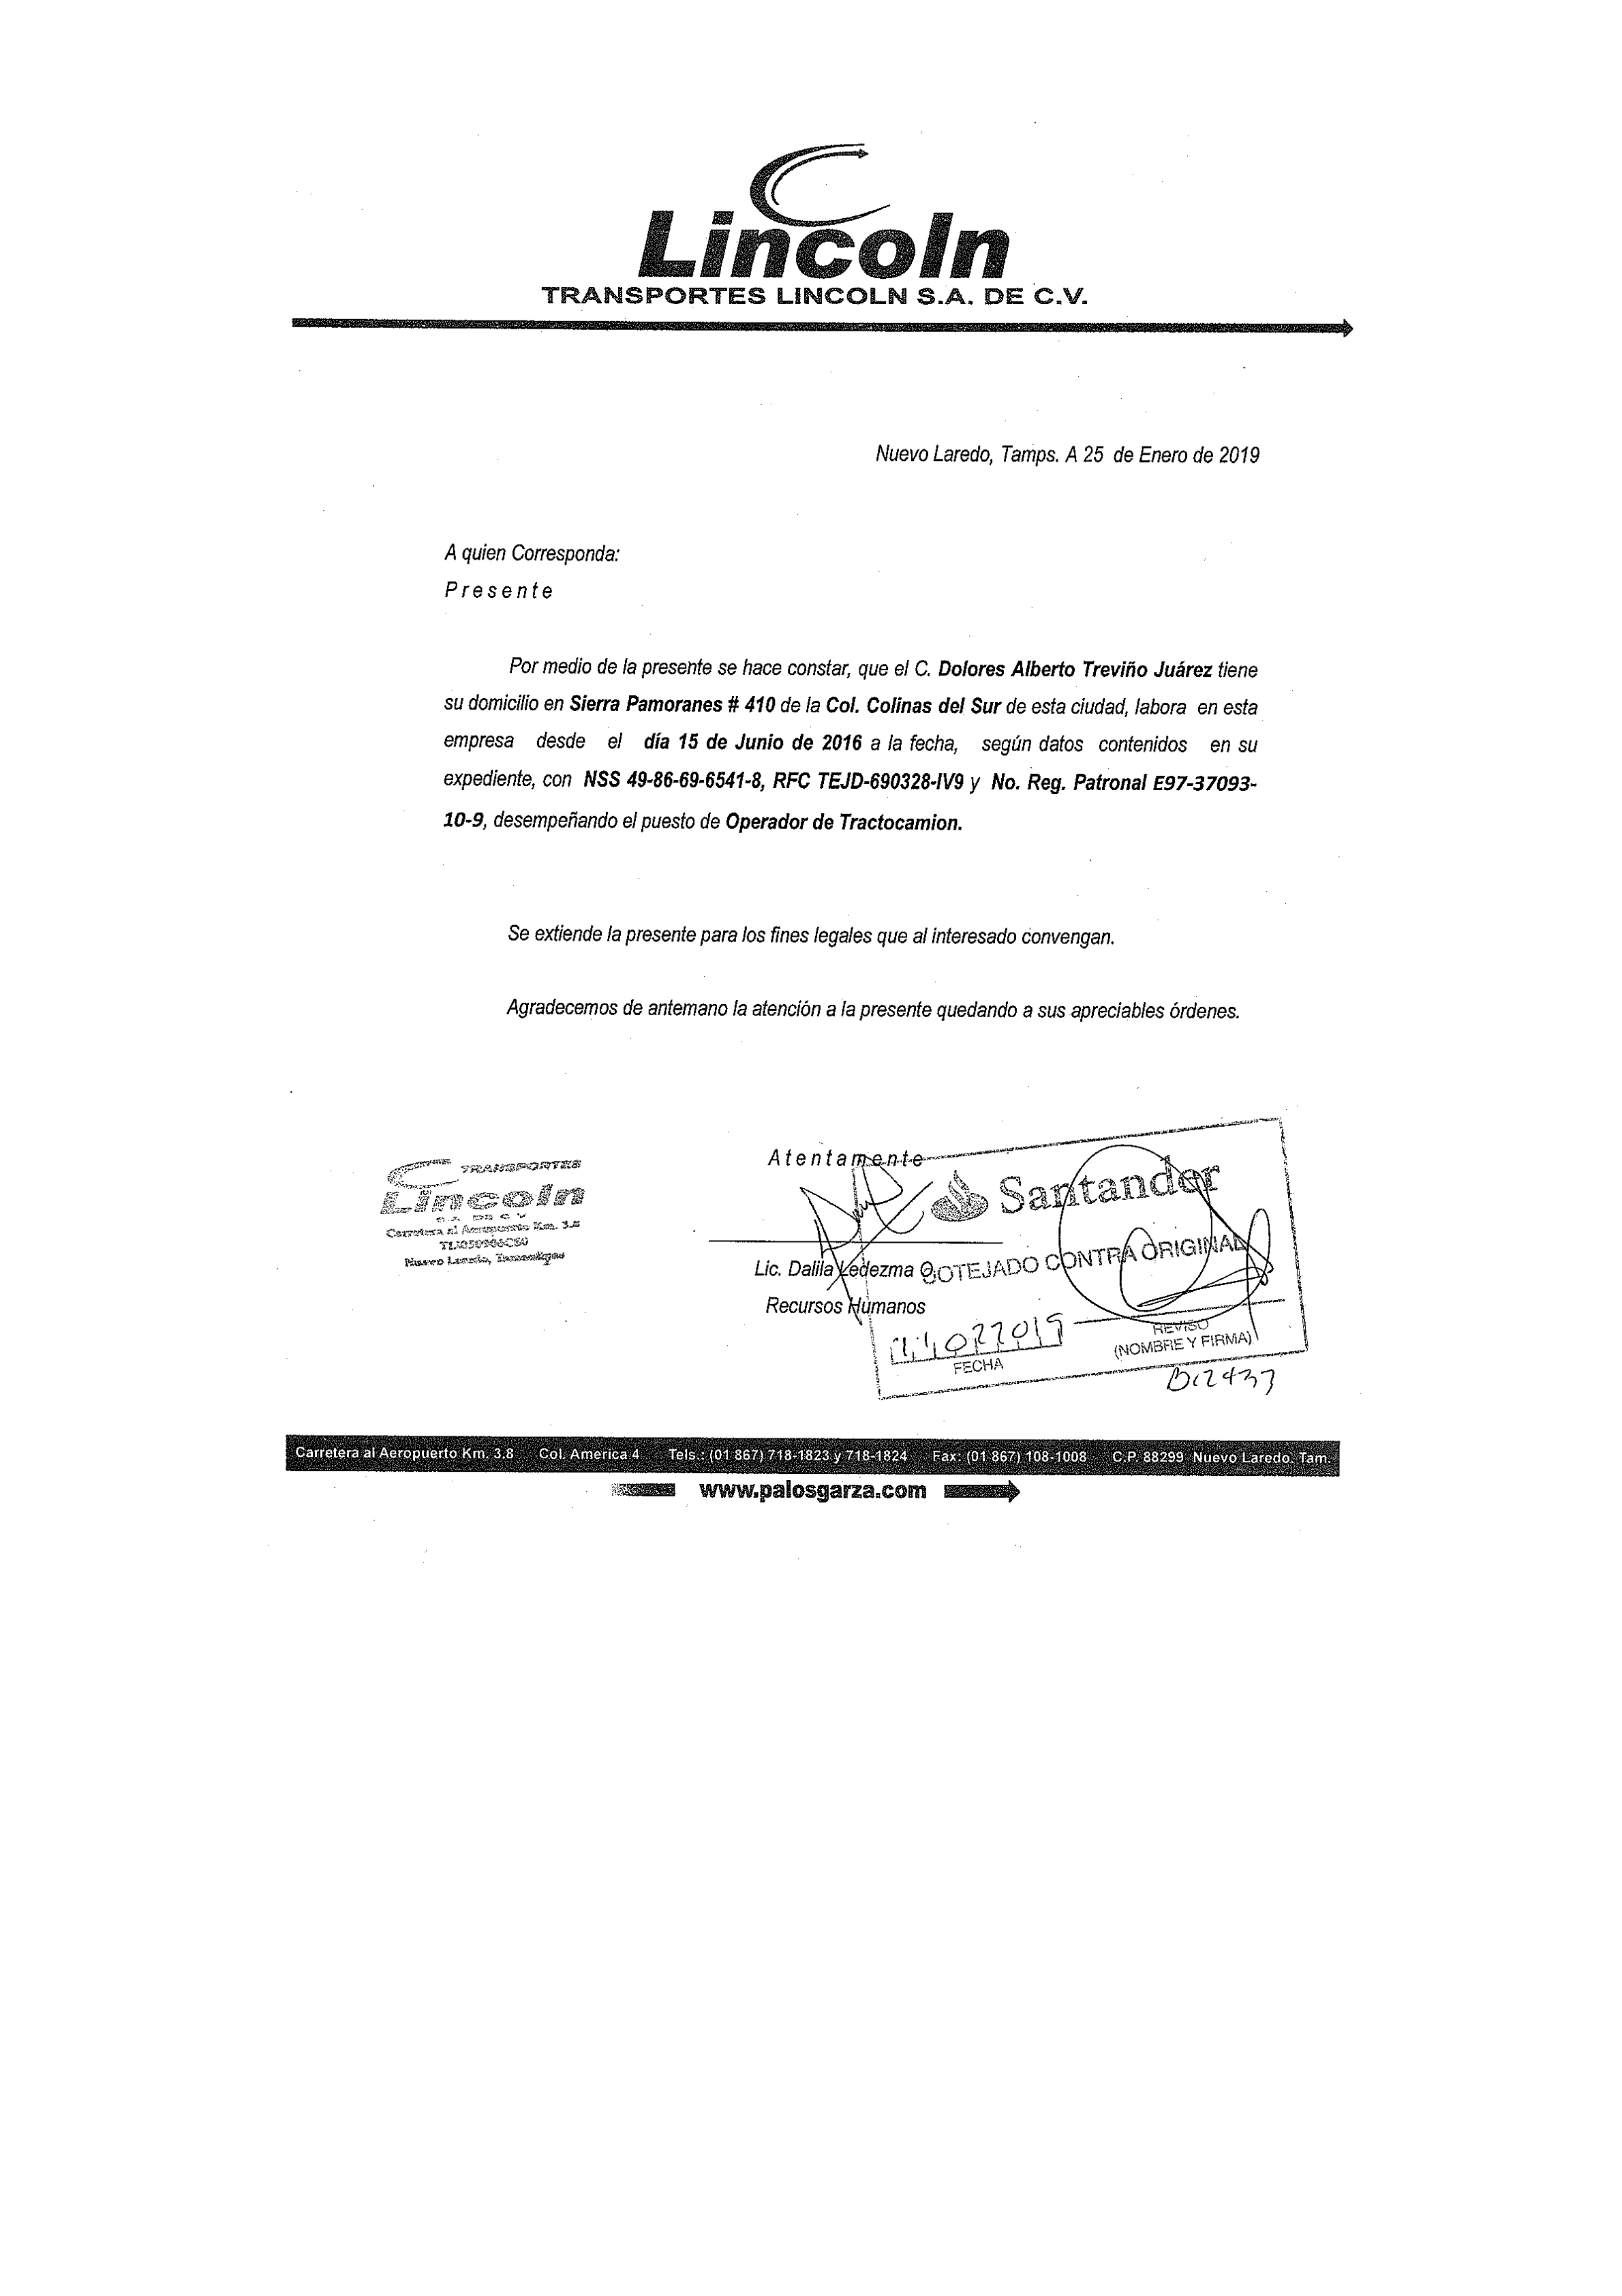 Lincoln
TRANSPORTES LINCOLN S.A. DE C.V.
Nuevo Laredo, Tamps. A 25 de Enero de 2019
A quien Corresponda:
Presente
Por medio de la presente se hace constar, que el C. Dolores Alberto Treviño Juárez tiene
su domicilio en Sierra Pamoranes # 410 de la Col. Colinas del Sur de esta ciudad, labora en esta
empresa desde el día 15 de Junio de 2016 a la fecha, según datos contenidos en su
expediente, con NSS 49-86-69-6541-8, RFC TEJD-690328-IV9 y No. Reg. Patronal E97-37093-
10-9, desempeñando el puesto de Operador de Tractocamion.
Se extiende la presente para los fines legales que al interesado convengan.
Agradecemos de antemano la atención a la presente quedando a sus apreciables órdenes.
Atentamente
TRANSPORTES
Lincoln
S.A. DE C.V.
Carretera al Aeropuerto Km. 3.8
Nuevo Laredo, Tamaulipas
Santander
COTEJADO CONTRA ORIGINAL
Lic. Dalila Ledezma
Recursos Humanos
FECHA
REVISO
(NOMBRE Y FIRMA)
Carretera al Aeropuerto Km. 3.8 Col. America 4 Tels.: (01 867) 718-1823 y 718-1824 Fax: (01 867) 108-1008 C.P. 88299 Nuevo Laredo, Tam.
www.palosgarza.com